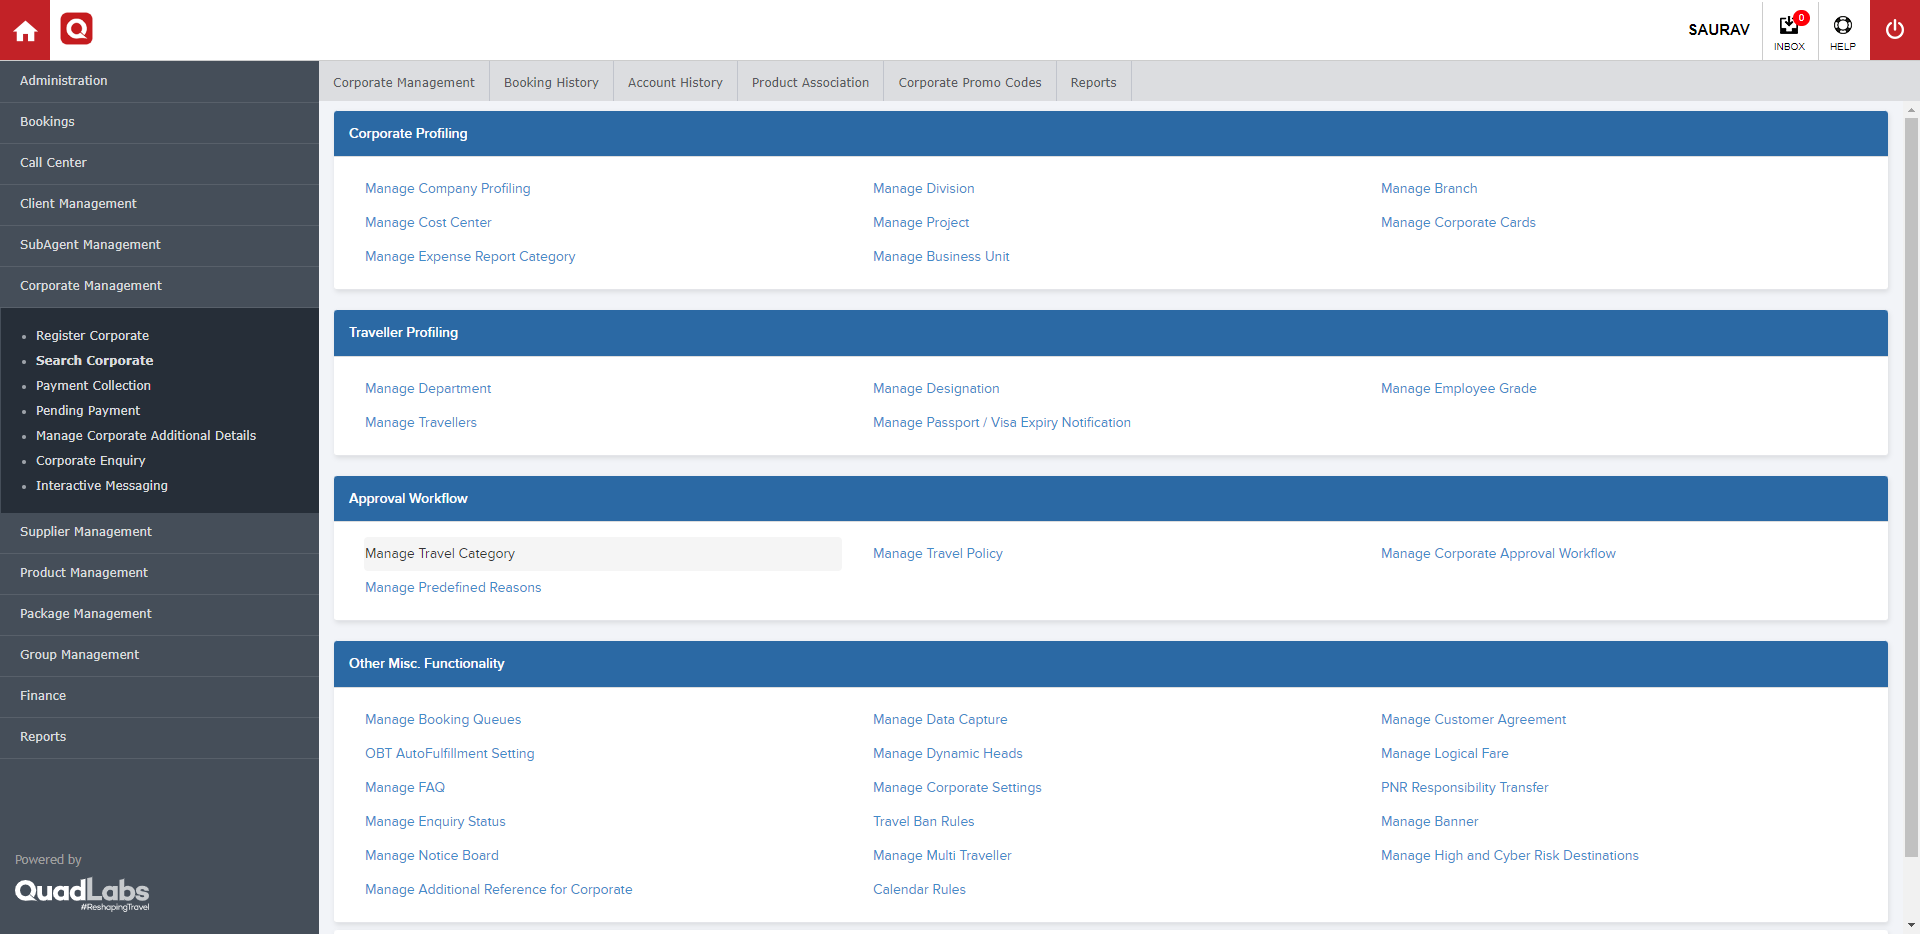 SAURAV
0
INBOX
HELP
Administration
Bookings
Call Center
Client Management
SubAgent Management
Corporate Management
Register Corporate
Search Corporate
Payment Collection
Pending Payment
Manage Corporate Additional Details
Corporate Enquiry
Interactive Messaging
Supplier Management
Product Management
Package Management
Group Management
Finance
Reports
Powered by
QuadLabs
#ReshapingTravel
Corporate Management Booking History Account History Product Association Corporate Promo Codes Reports
Corporate Profiling
Manage Company Profiling Manage Division Manage Branch
Manage Cost Center Manage Project Manage Corporate Cards
Manage Expense Report Category Manage Business Unit
Traveller Profiling
Manage Department Manage Designation Manage Employee Grade
Manage Travellers Manage Passport / Visa Expiry Notification
Approval Workflow
Manage Travel Category Manage Travel Policy Manage Corporate Approval Workflow
Manage Predefined Reasons
Other Misc. Functionality
Manage Booking Queues Manage Data Capture Manage Customer Agreement
OBT AutoFulfillment Setting Manage Dynamic Heads Manage Logical Fare
Manage FAQ Manage Corporate Settings PNR Responsibility Transfer
Manage Enquiry Status Travel Ban Rules Manage Banner
Manage Notice Board Manage Multi Traveller Manage High and Cyber Risk Destinations
Manage Additional Reference for Corporate Calendar Rules